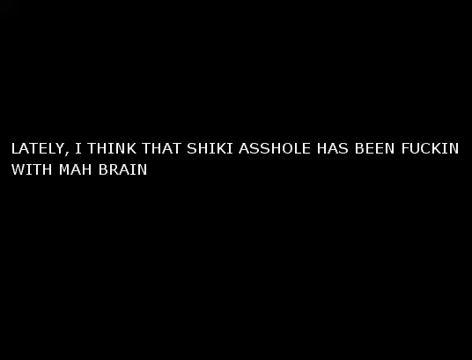 LATELY, I THINK THAT SHIKI ASSHOLE HAS BEEN FUCKIN
WITH MAH BRAIN